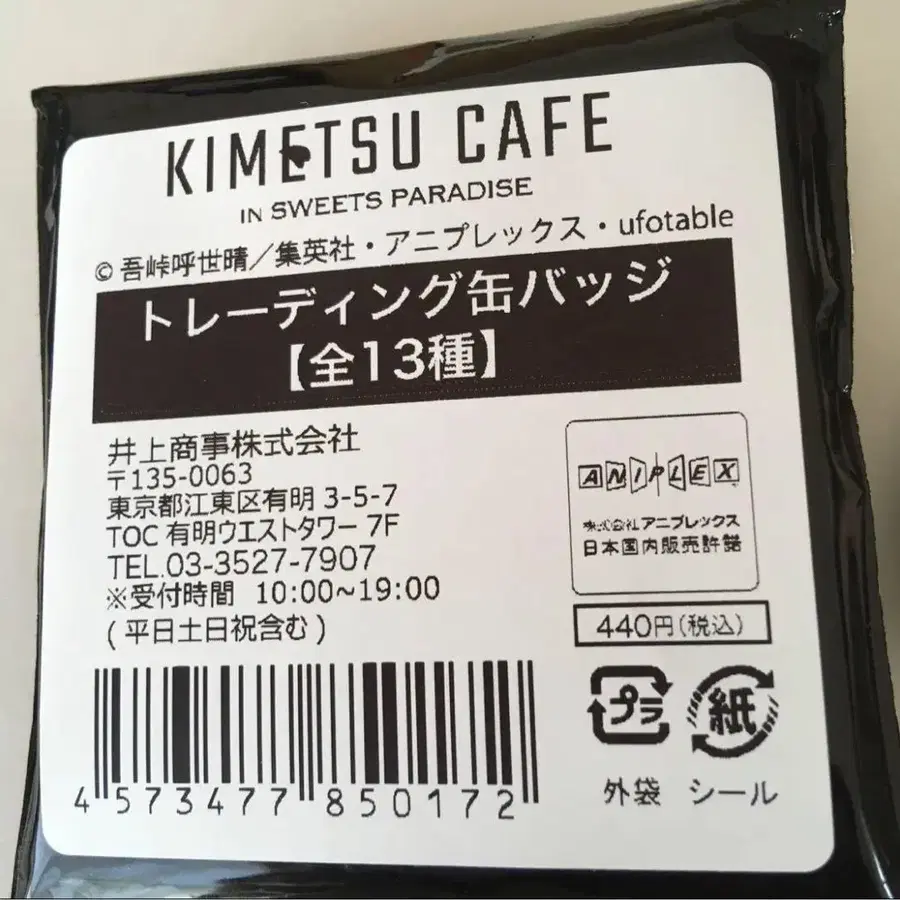 KIMETSU CAFE
IN SWEETS PARADISE
© 吾峠呼世晴／集英社・アニプレックス・ufotable
トレーディング缶バッジ
【全13種】
井上商事株式会社
〒135-0063
東京都江東区有明 3-5-7
TOC 有明ウエストタワー 7F
TEL.03-3527-7907
※受付時間 10:00~19:00
( 平日土日祝含む )
ANIPLEX
株式会社アニプレックス
日本国内販売許諾
440円(税込)
プラ
紙
外袋 シール
4573477850172